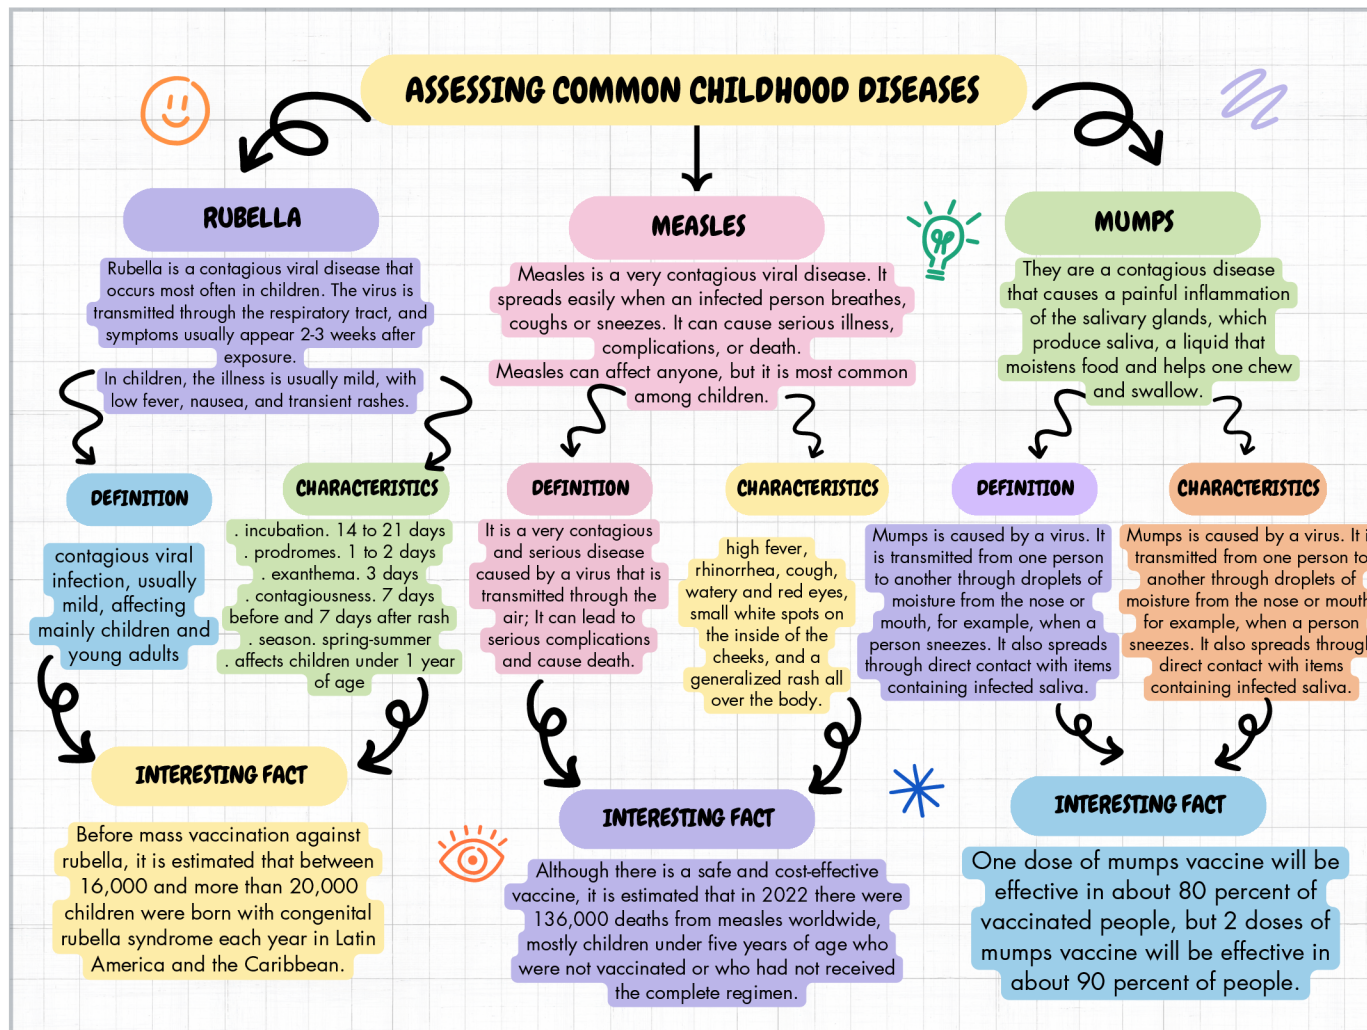 ASSESSING COMMON CHILDHOOD DISEASES
RUBELLA
Rubella is a contagious viral disease that
occurs most often in children. The virus is
transmitted through the respiratory tract, and
symptoms usually appear 2-3 weeks after
exposure.
In children, the illness is usually mild, with
low fever, nausea, and transient rashes.
MEASLES
Measles is a very contagious viral disease. It
spreads easily when an infected person breathes,
coughs or sneezes. It can cause serious illness,
complications, or death.
Measles can affect anyone, but it is most common
among children.
MUMPS
They are a contagious disease
that causes a painful inflammation
of the salivary glands, which
produce saliva, a liquid that
moistens food and helps one chew
and swallow.
DEFINITION
contagious viral
infection, usually
mild, affecting
mainly children and
young adults
CHARACTERISTICS
. incubation. 14 to 21 days
. prodromes. 1 to 2 days
. exanthema. 3 days
. contagiousness. 7 days
before and 7 days after rash
. season. spring-summer
. affects children under 1 year
of age
DEFINITION
It is a very contagious
and serious disease
caused by a virus that is
transmitted through the
air; It can lead to
serious complications
and cause death.
CHARACTERISTICS
high fever,
rhinorrhea, cough,
watery and red eyes,
small white spots on
the inside of the
cheeks, and a
generalized rash all
over the body.
DEFINITION
Mumps is caused by a virus. It
is transmitted from one person
to another through droplets of
moisture from the nose or
mouth, for example, when a
person sneezes. It also spreads
through direct contact with items
containing infected saliva.
CHARACTERISTICS
Mumps is caused by a virus. It i
transmitted from one person to
another through droplets of
moisture from the nose or mouth
for example, when a person
sneezes. It also spreads through
direct contact with items
containing infected saliva.
INTERESTING FACT
Before mass vaccination against
rubella, it is estimated that between
16,000 and more than 20,000
children were born with congenital
rubella syndrome each year in Latin
America and the Caribbean.
INTERESTING FACT
Although there is a safe and cost-effective
vaccine, it is estimated that in 2022 there were
136,000 deaths from measles worldwide,
mostly children under five years of age who
were not vaccinated or who had not received
the complete regimen.
INTERESTING FACT
One dose of mumps vaccine will be
effective in about 80 percent of
vaccinated people, but 2 doses of
mumps vaccine will be effective in
about 90 percent of people.